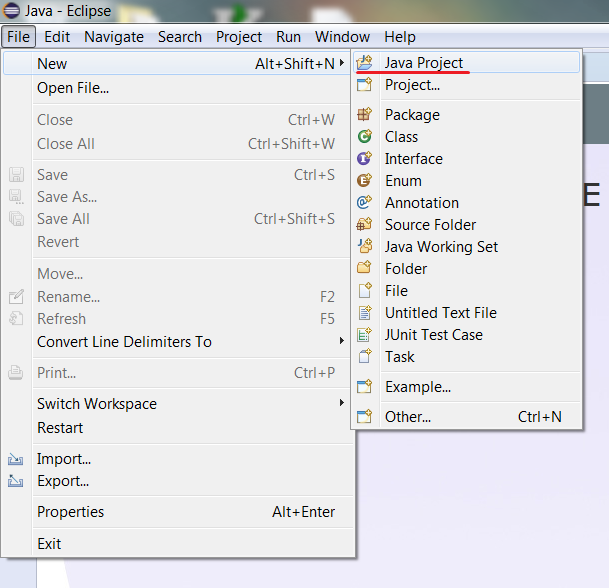 Java - Eclipse
File Edit Navigate Search Project Run Window Help
New Alt+Shift+N
Open File...
Close Ctrl+W
Close All Ctrl+Shift+W
Save Ctrl+S
Save As...
Save All Ctrl+Shift+S
Revert
Move...
Rename... F2
Refresh F5
Convert Line Delimiters To
Print... Ctrl+P
Switch Workspace
Restart
Import...
Export...
Properties Alt+Enter
Exit
Java Project
Project...
Package
Class
Interface
Enum
Annotation
Source Folder
Java Working Set
Folder
File
Untitled Text File
JUnit Test Case
Task
Example...
Other... Ctrl+N
E